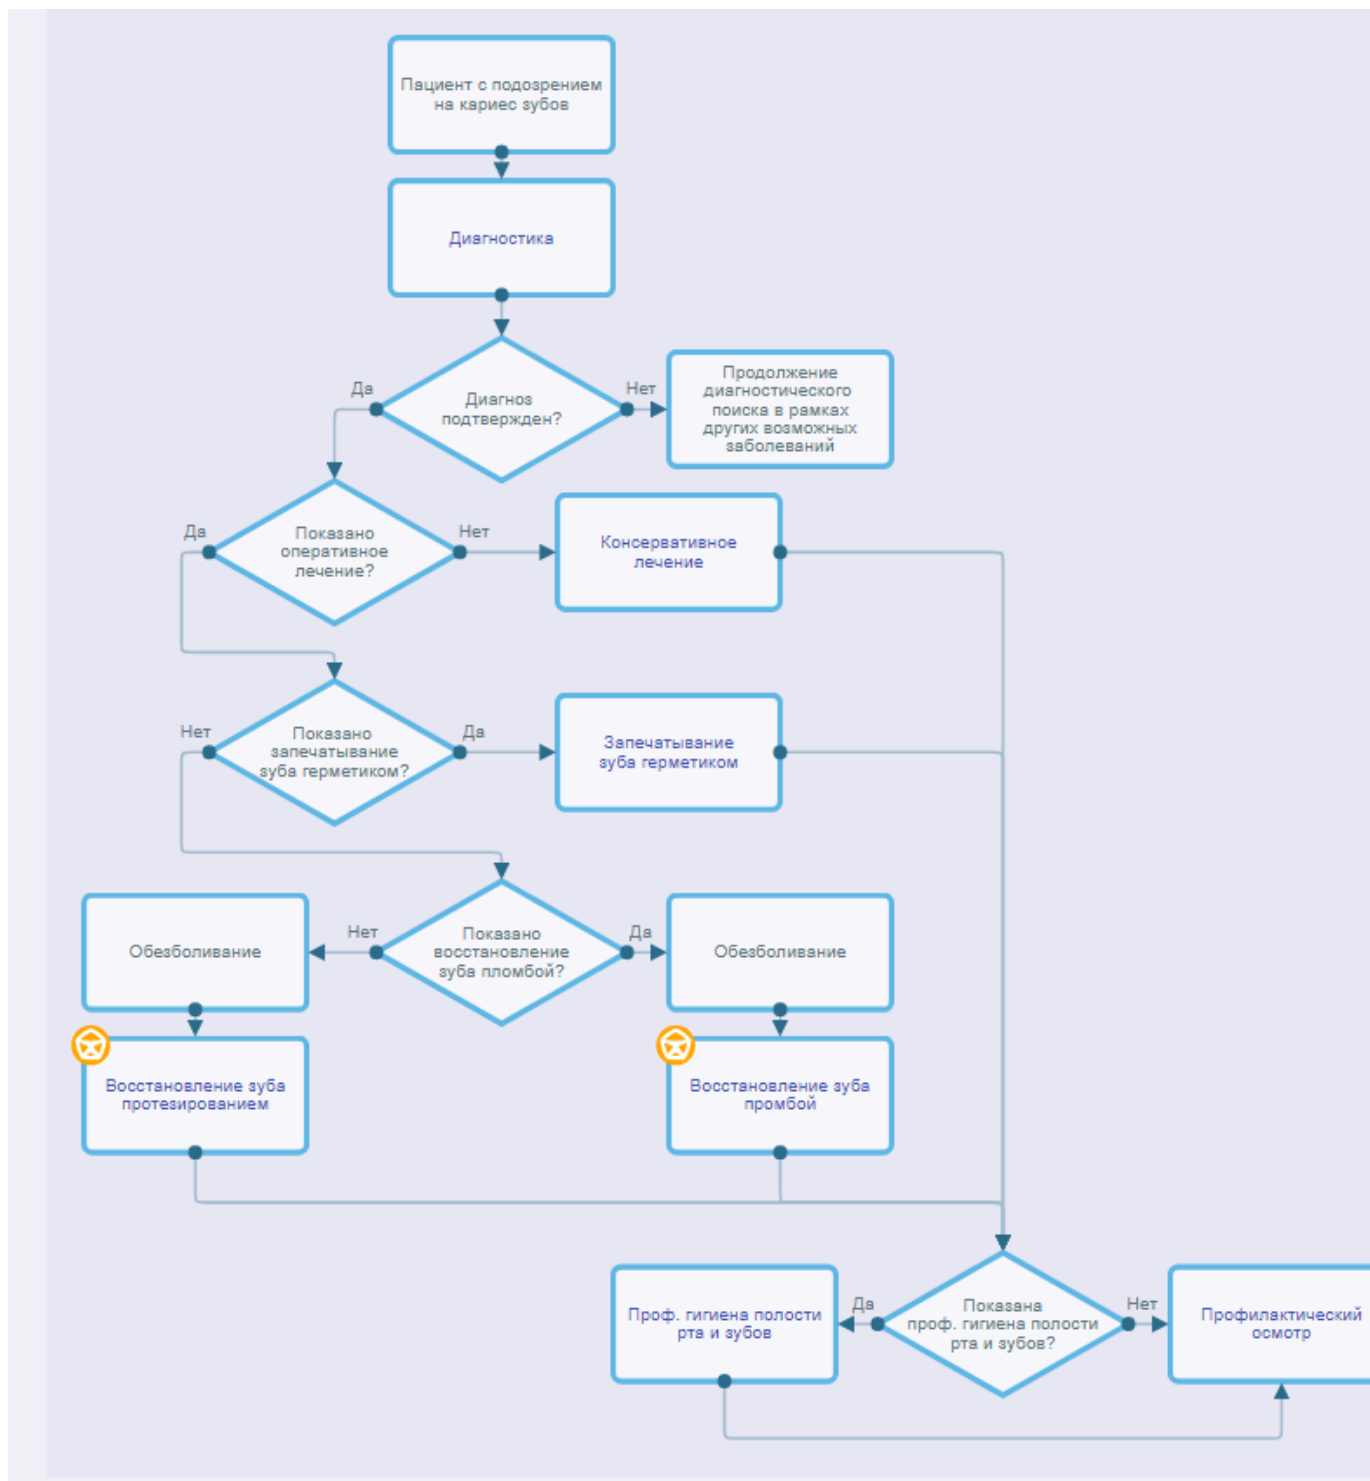 Пациент с подозрением
на кариес зубов
Диагностика
Да
Диагноз
подтвержден?
Нет
Продолжение
диагностического
поиска в рамках
других возможных
заболеваний
Да
Показано
оперативное
лечение?
Нет
Консервативное
лечение
Нет
Показано
запечатывание
зуба герметиком?
Да
Запечатывание
зуба герметиком
Обезболивание
Нет
Показано
восстановление
зуба пломбой?
Да
Обезболивание
Восстановление зуба
протезированием
Восстановление зуба
промбой
Проф. гигиена полости
рта и зубов
Да
Показана
проф. гигиена полости
рта и зубов?
Нет
Профилактический
осмотр